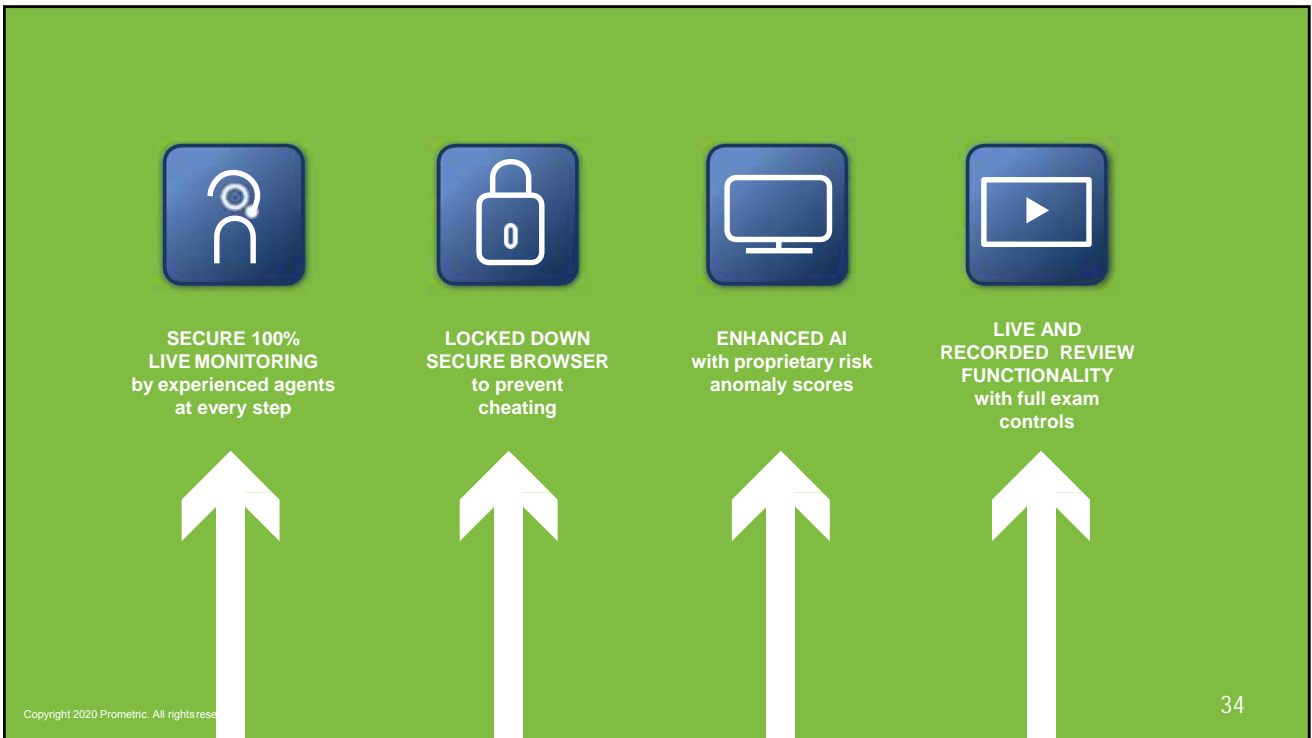 SECURE 100%
LIVE MONITORING
by experienced agents
at every step
LOCKED DOWN
SECURE BROWSER
to prevent
cheating
ENHANCED AI
with proprietary risk
anomaly scores
LIVE AND
RECORDED REVIEW
FUNCTIONALITY
with full exam
controls
Copyright 2020 Prometric. All rights rese
34